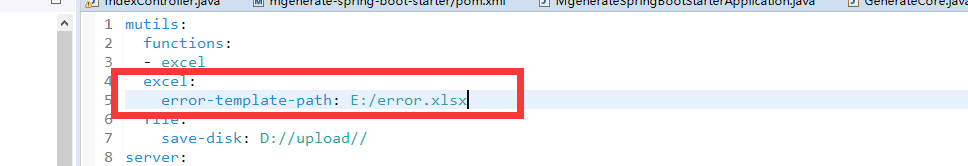 IndexController.java mgenerate-spring-boot-starter/pom.xml MgenerateSpringBootStarterApplication.java GenerateCore.java
1 mutils:
2 functions:
3 - excel
4 excel:
5 error-template-path: E:/error.xlsx
6 file:
7 save-disk: D://upload//
8 server: